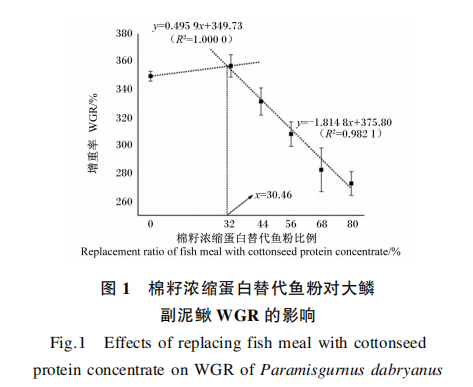 y=0.495 9x+349.73
（R²=1.000 0）
380
360
340
320
300
280
260
增重率 WGR/%
y=-1.814 8x+375.80
（R²=0.982 1）
x=30.46
0 32 44 56 68 80
棉籽浓缩蛋白替代鱼粉比例
Replacement ratio of fish meal with cottonseed protein concentrate/%
图 1 棉籽浓缩蛋白替代鱼粉对大鳞
副泥鳅 WGR 的影响
Fig.1 Effects of replacing fish meal with cottonseed
protein concentrate on WGR of Paramisgurnus dabryanus